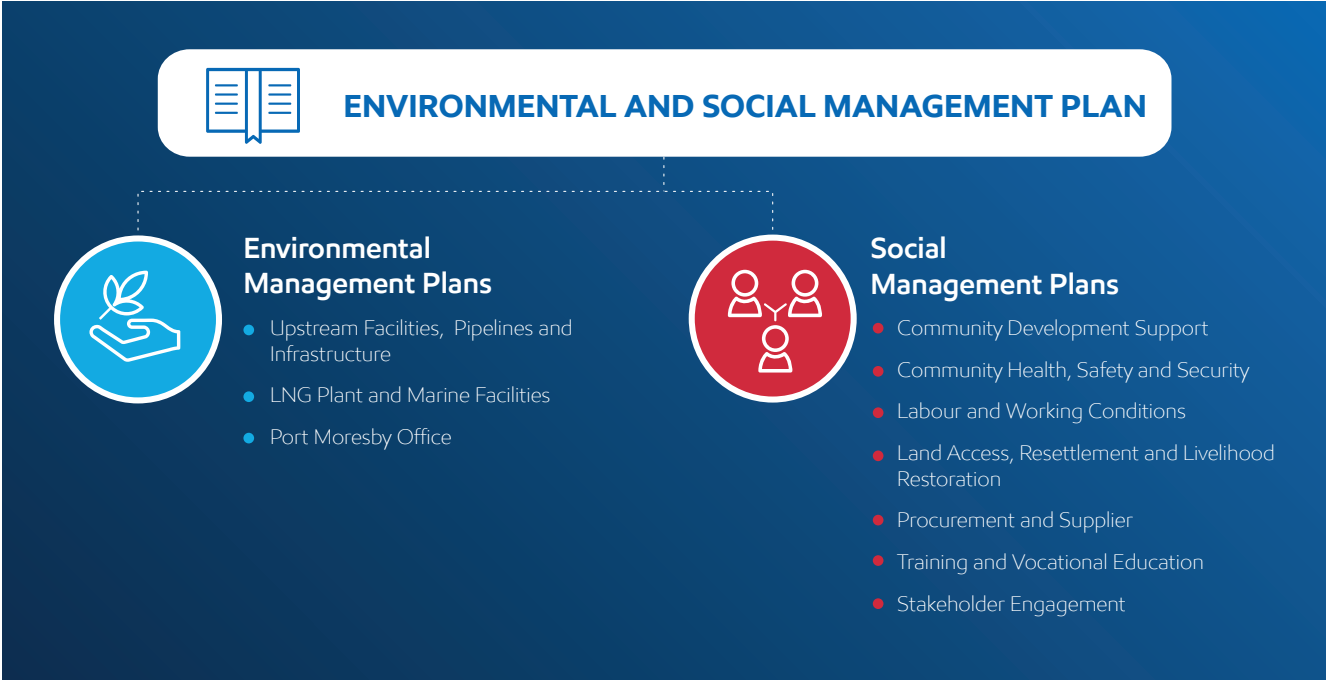 ENVIRONMENTAL AND SOCIAL MANAGEMENT PLAN
Environmental
Management Plans
Upstream Facilities, Pipelines and
Infrastructure
LNG Plant and Marine Facilities
Port Moresby Office
Social
Management Plans
Community Development Support
Community Health, Safety and Security
Labour and Working Conditions
Land Access, Resettlement and Livelihood
Restoration
Procurement and Supplier
Training and Vocational Education
Stakeholder Engagement